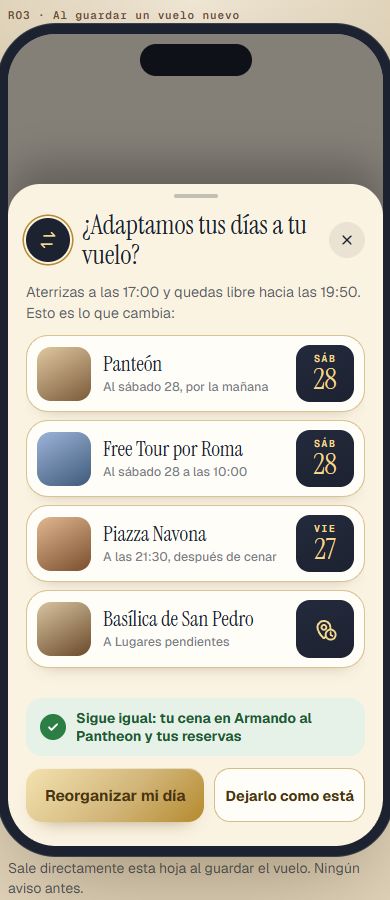 R03 · Al guardar un vuelo nuevo
¿Adaptamos tus días a tu
vuelo?
Aterrizas a las 17:00 y quedas libre hacia las 19:50.
Esto es lo que cambia:
Panteón
Al sábado 28, por la mañana
SÁB
28
Free Tour por Roma
Al sábado 28 a las 10:00
SÁB
28
Piazza Navona
A las 21:30, después de cenar
VIE
27
Basílica de San Pedro
A Lugares pendientes
Sigue igual: tu cena en Armando al
Pantheon y tus reservas
Reorganizar mi día
Dejarlo como está
Sale directamente esta hoja al guardar el vuelo. Ningún
aviso antes.